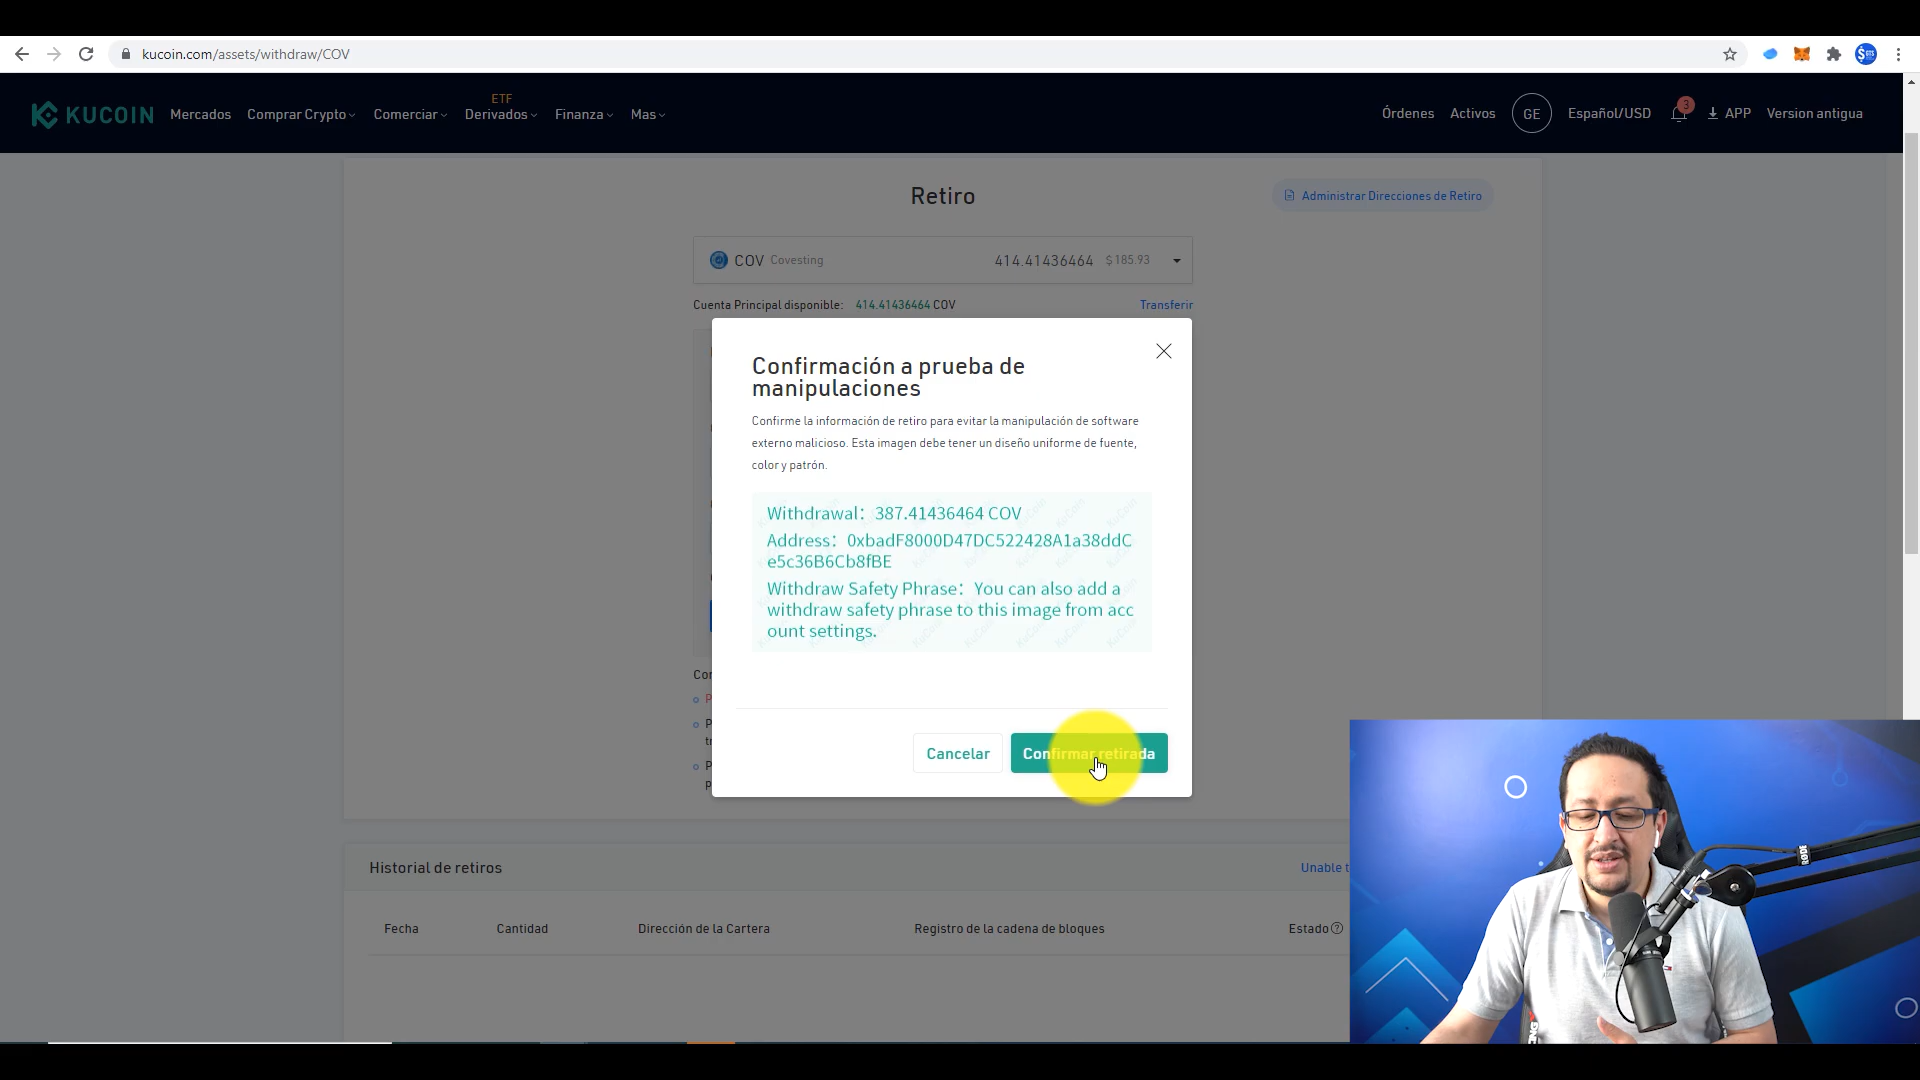 kucoin.com/assets/withdraw/COV
KUCOIN
Mercados
Comprar Crypto
Comerciar
ETF
Derivados
Finanza
Mas
Órdenes
Activos
GE
Español/USD
3
APP
Version antigua
Retiro
Administrar Direcciones de Retiro
COV Covesting 414.41436464 $185.93
Cuenta Principal disponible: 414.41436464 COV
Transferir
Confirmación a prueba de
manipulaciones
Confirme la información de retiro para evitar la manipulación de software
externo malicioso. Esta imagen debe tener un diseño uniforme de fuente,
color y patrón.
Withdrawal: 387.41436464 COV
Address: 0xbadF8000D47DC522428A1a38ddC
e5c36B6Cb8fBE
Withdraw Safety Phrase: You can also add a
withdraw safety phrase to this image from acc
ount settings.
Cancelar
Confirmar retirada
Historial de retiros
Unable t
Fecha
Cantidad
Dirección de la Cartera
Registro de la cadena de bloques
Estado
RØDE